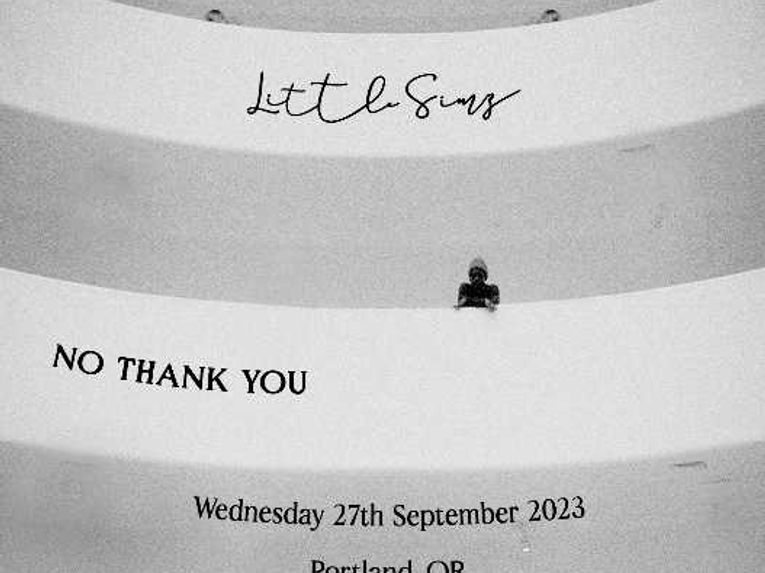 Little Simz
NO THANK YOU
Wednesday 27th September 2023
Portland, OR